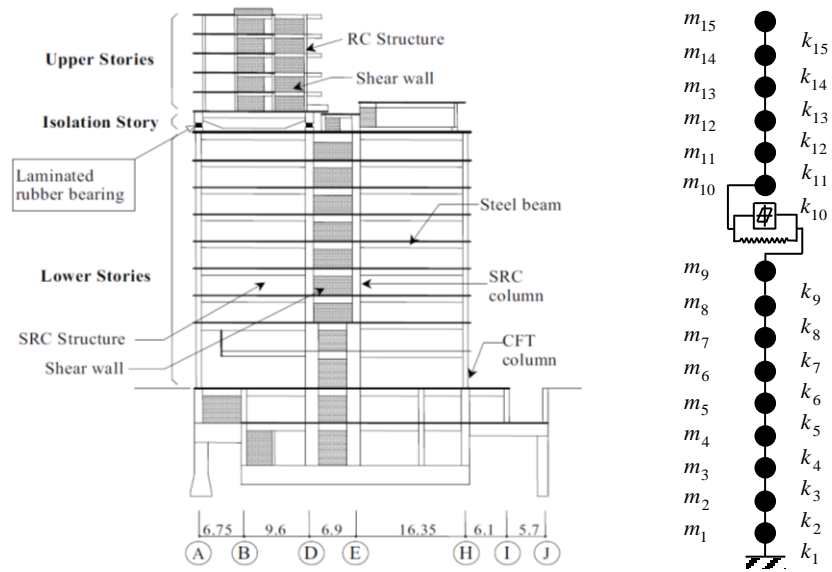 Upper Stories
RC Structure
Shear wall
Isolation Story
Laminated
rubber bearing
Steel beam
Lower Stories
SRC
column
SRC Structure
CFT
column
Shear wall
6.75 9.6 6.9 16.35 6.1 5.7
A B D E H I J
m15
k15
m14
k14
m13
k13
m12
k12
m11
k11
m10
k10
m9
k9
m8
k8
m7
k7
m6
k6
m5
k5
m4
k4
m3
k3
m2
k2
m1
k1